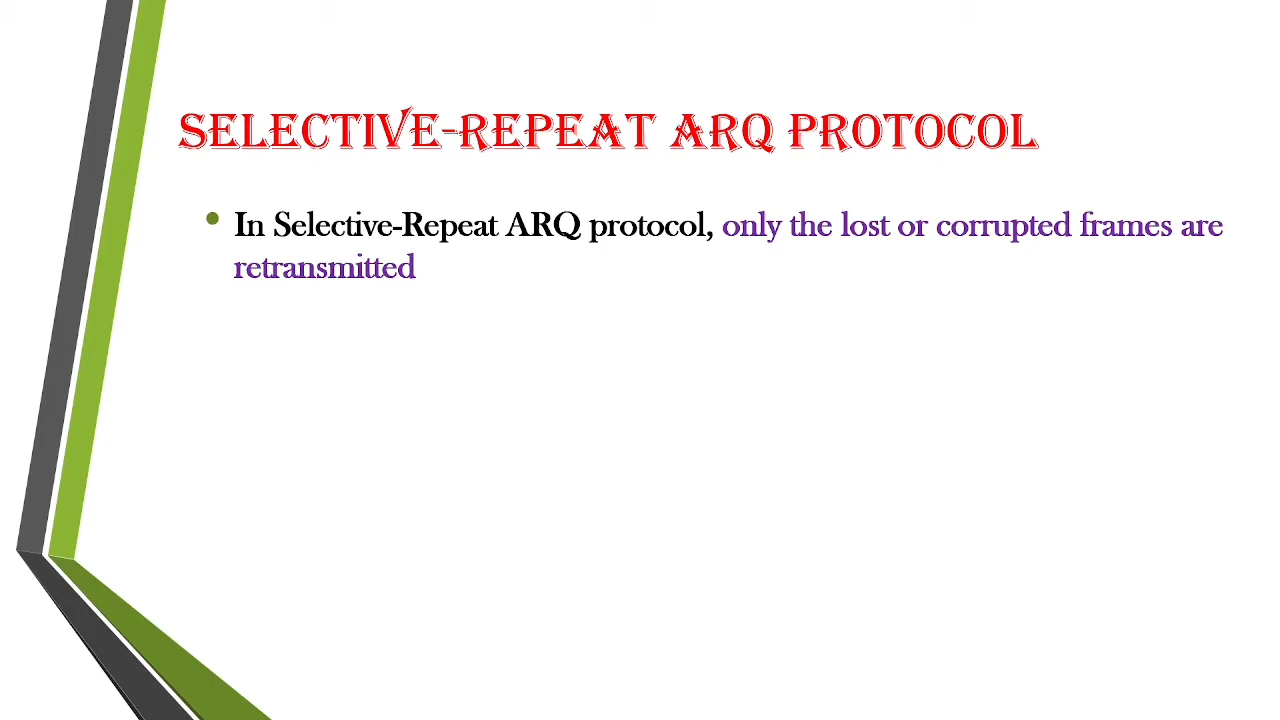 SELECTIVE-REPEAT ARQ PROTOCOL
• In Selective-Repeat ARQ protocol, only the lost or corrupted frames are
retransmitted